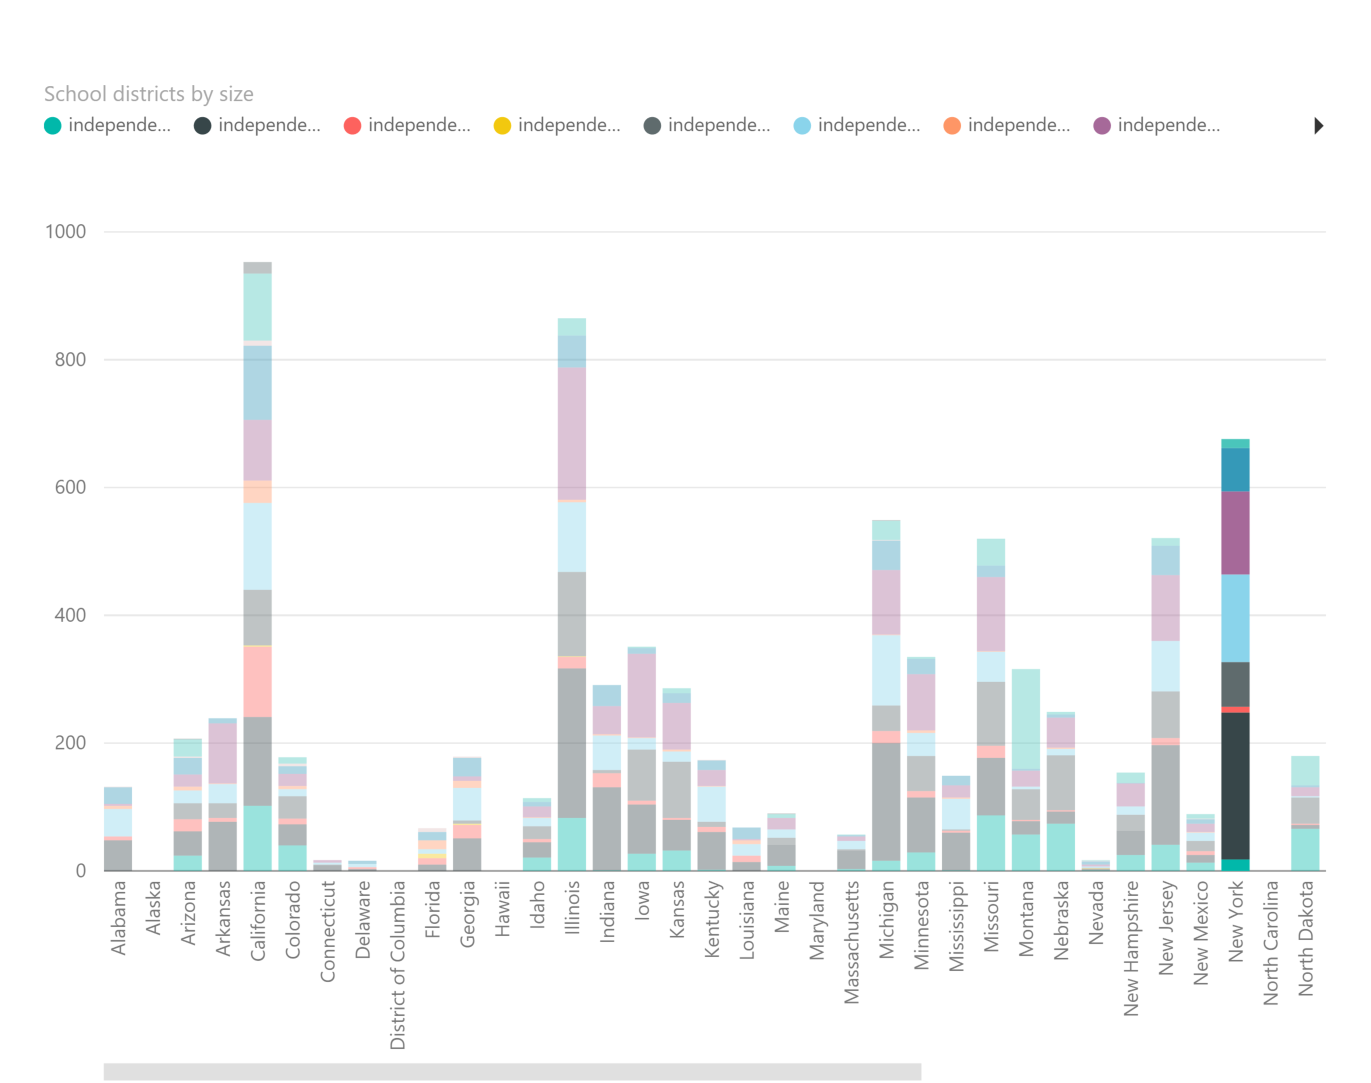 School districts by size
independe... independe... independe... independe... independe... independe... independe... independe...
1000
800
600
400
200
0
Alabama
Alaska
Arizona
Arkansas
California
Colorado
Connecticut
Delaware
District of Columbia
Florida
Georgia
Hawaii
Idaho
Illinois
Indiana
Iowa
Kansas
Kentucky
Louisiana
Maine
Maryland
Massachusetts
Michigan
Minnesota
Mississippi
Missouri
Montana
Nebraska
Nevada
New Hampshire
New Jersey
New Mexico
New York
North Carolina
North Dakota